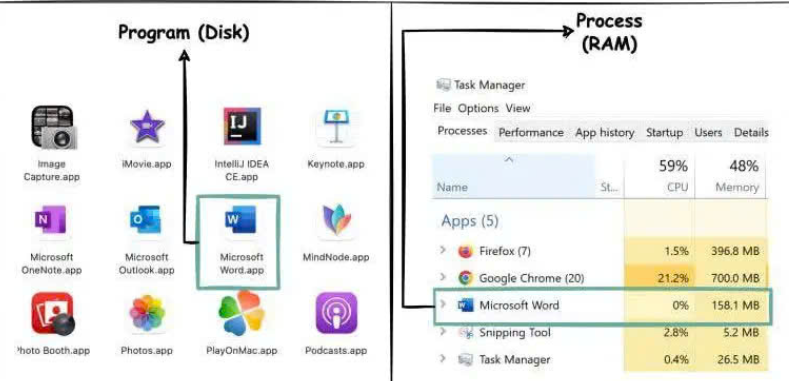 Program (Disk)
Image
Capture.app
iMovie.app
IJ
IntelliJ IDEA
CE.app
Keynote.app
N
Microsoft
OneNote.app
O
Microsoft
Outlook.app
W
Microsoft
Word.app
MindNode.app
hoto Booth.app
Photos.app
PlayOnMac.app
Podcasts.app
Process
(RAM)
Task Manager
File Options View
Processes Performance App history Startup Users Details
59% 48%
Name St... CPU Memory
Apps (5)
Firefox (7) 1.5% 396.8 MB
Google Chrome (20) 21.2% 700.0 MB
Microsoft Word 0% 158.1 MB
Snipping Tool 2.8% 5.2 MB
Task Manager 0.4% 26.5 MB